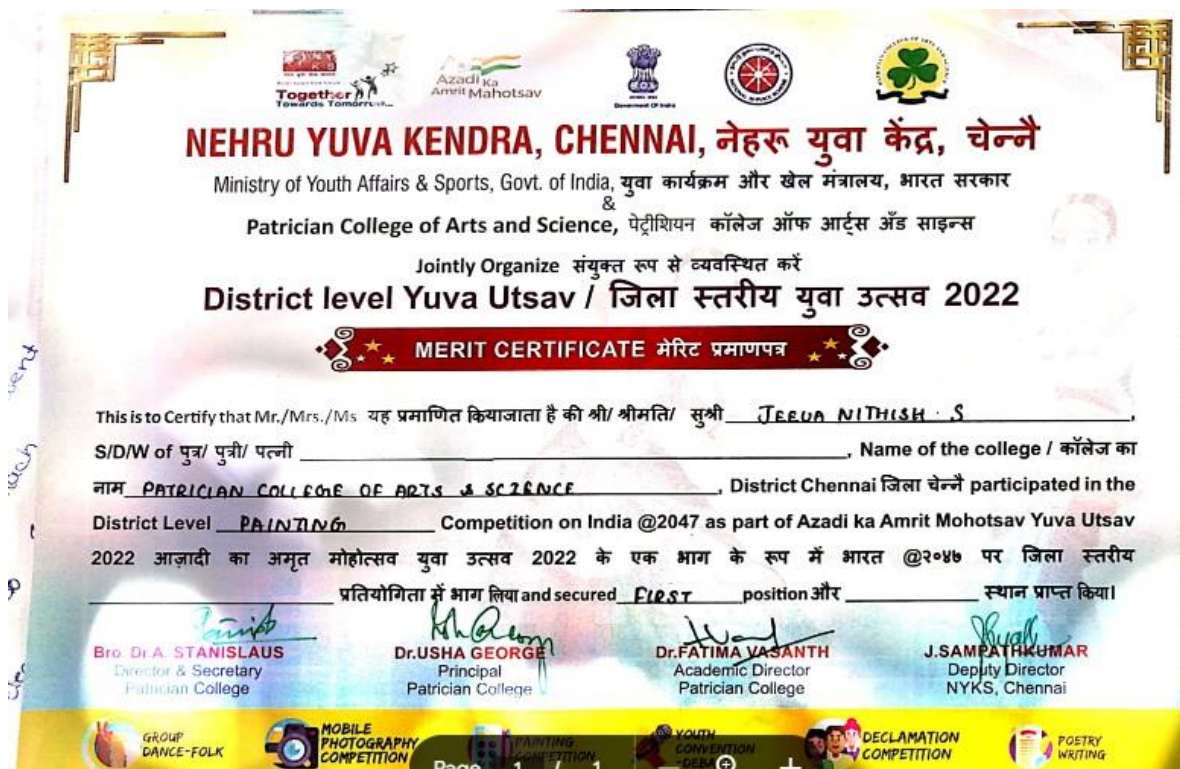 Together
Towards Tomorrow...
Azadi Ka
Amrit Mahotsav
Government Of India
NEHRU YUVA KENDRA, CHENNAI, नेहरू युवा केंद्र, चेन्नै
Ministry of Youth Affairs & Sports, Govt. of India, युवा कार्यक्रम और खेल मंत्रालय, भारत सरकार
&
Patrician College of Arts and Science, पेट्रीशियन कॉलेज ऑफ आर्ट्स अँड साइन्स
Jointly Organize संयुक्त रूप से व्यवस्थित करें
District level Yuva Utsav / जिला स्तरीय युवा उत्सव 2022
MERIT CERTIFICATE मेरिट प्रमाणपत्र
This is to Certify that Mr./Mrs./Ms यह प्रमाणित कियाजाता है की श्री/ श्रीमति/ सुश्री JEEVA NITHISH . S ,
S/D/W of पुत्र/ पुत्री/ पत्नी , Name of the college / कॉलेज का
नाम PATRICIAN COLLEGE OF ARTS & SCIENCE , District Chennai जिला चेन्नै participated in the
District Level PAINTING Competition on India @2047 as part of Azadi ka Amrit Mohotsav Yuva Utsav
2022 आज़ादी का अमृत मोहोत्सव युवा उत्सव 2022 के एक भाग के रूप में भारत @२०४७ पर जिला स्तरीय
प्रतियोगिता में भाग लिया and secured FIRST position और स्थान प्राप्त किया।
Bro. Dr.A. STANISLAUS
Director & Secretary
Patrician College
Dr.USHA GEORGE
Principal
Patrician College
Dr.FATIMA VASANTH
Academic Director
Patrician College
J.SAMPATHKUMAR
Deputy Director
NYKS, Chennai
GROUP
DANCE-FOLK
MOBILE
PHOTOGRAPHY
COMPETITION
PAINTING
COMPETITION
YOUTH
CONVENTION
-DEBATE
DECLAMATION
COMPETITION
POETRY
WRITING
Page 1 / 1